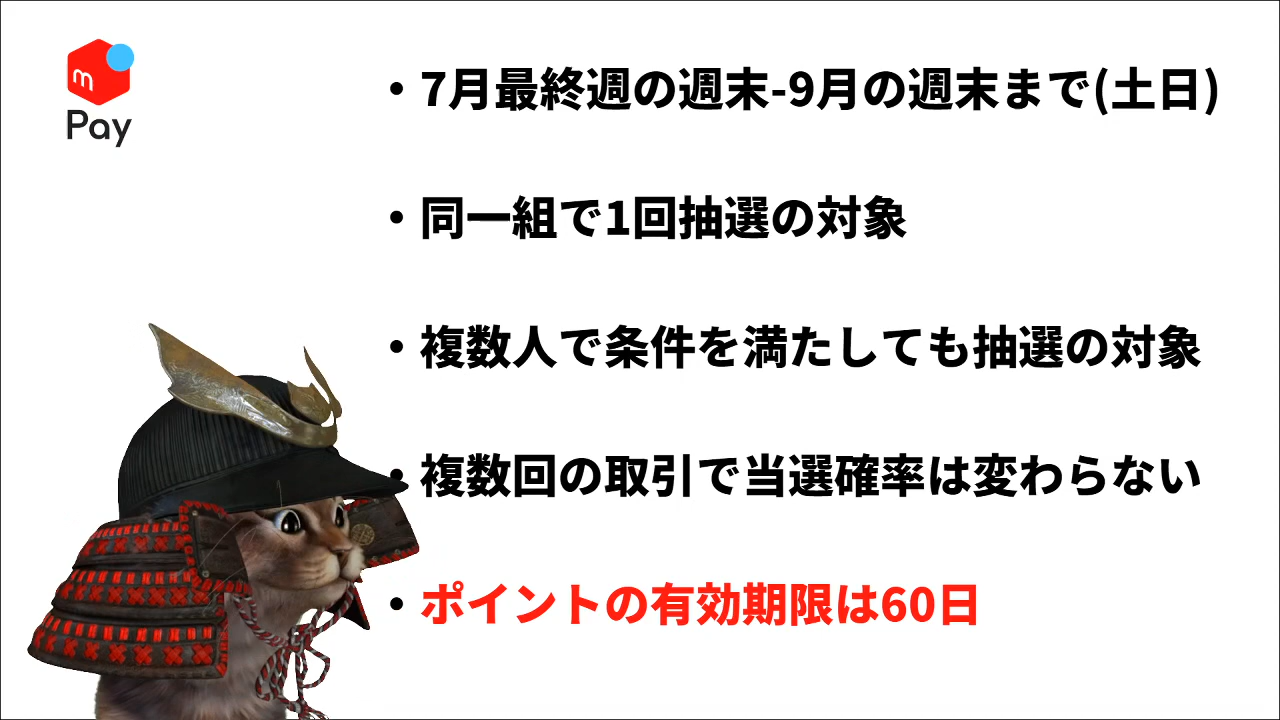 m
Pay
・7月最終週の週末-9月の週末まで(土日)
・同一組で1回抽選の対象
・複数人で条件を満たしても抽選の対象
・複数回の取引で当選確率は変わらない
・ポイントの有効期限は60日